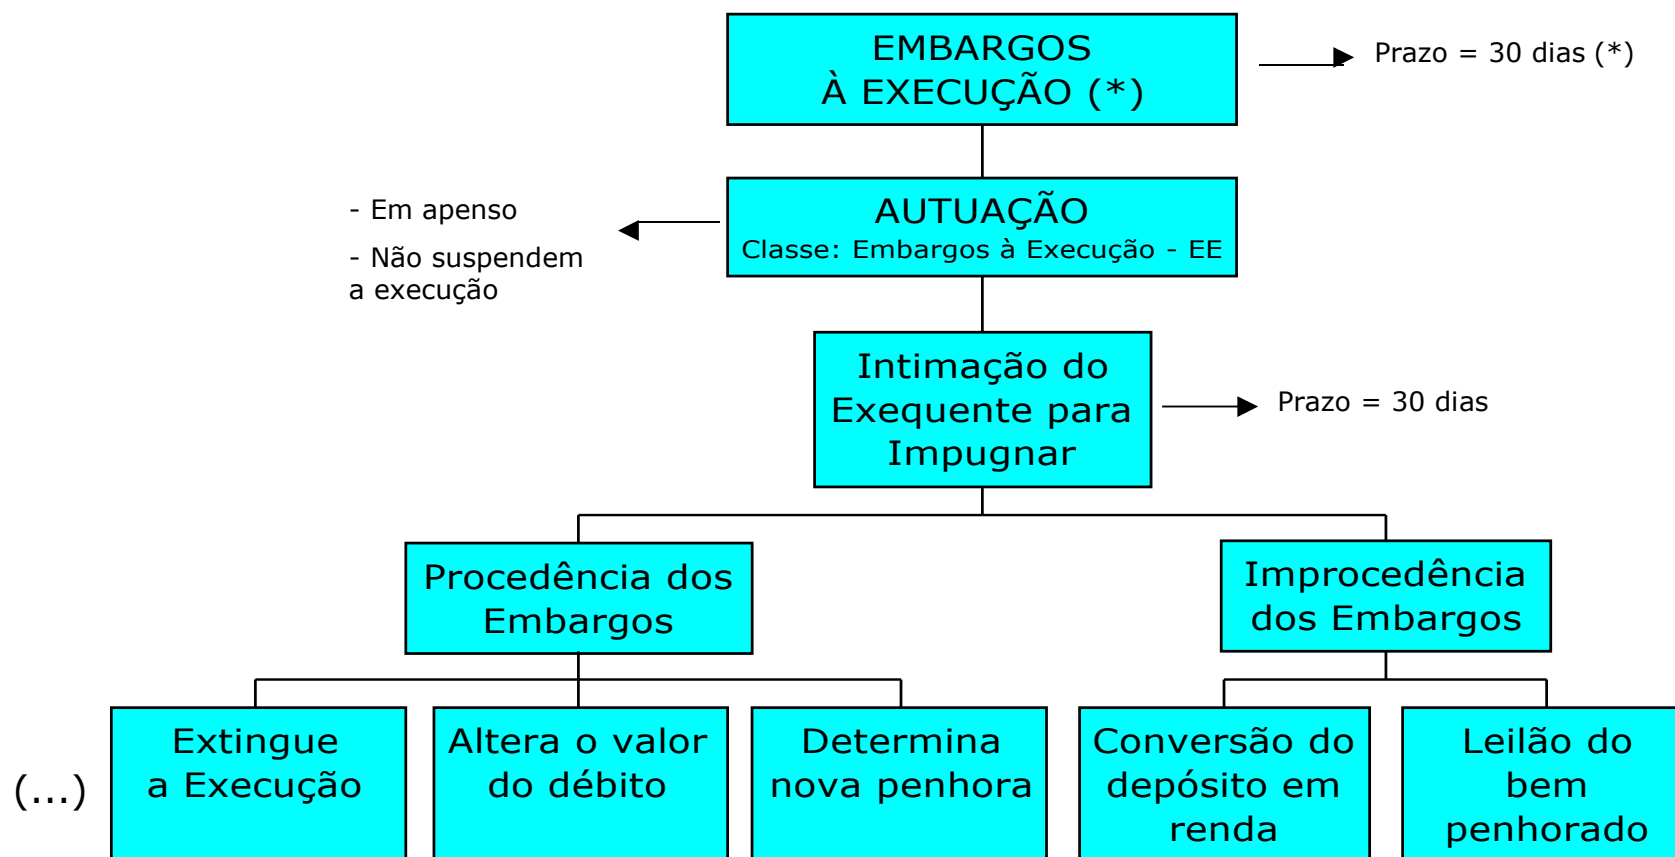 EMBARGOS
À EXECUÇÃO (*)
Prazo = 30 dias (*)
AUTUAÇÃO
Classe: Embargos à Execução - EE
- Em apenso
- Não suspendem
a execução
Intimação do
Exequente para
Impugnar
Prazo = 30 dias
Procedência dos
Embargos
Improcedência
dos Embargos
(...)
Extingue
a Execução
Altera o valor
do débito
Determina
nova penhora
Conversão do
depósito em
renda
Leilão do
bem
penhorado